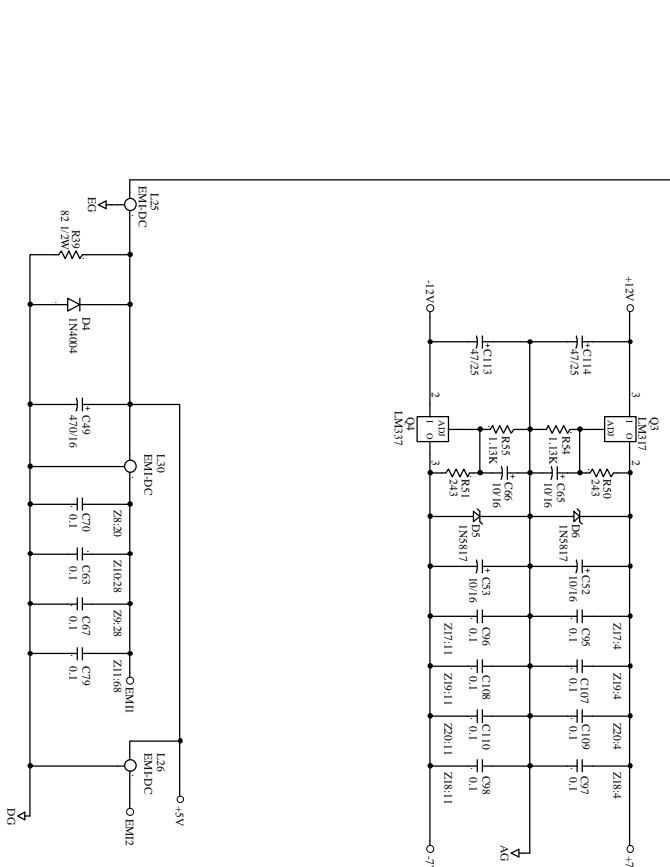 L25
EMI-DC
EG
R39
82 1/2W
D4
1N4004
+ C49
470/16
L30
EMI-DC
Z8:20
C70
0.1
Z10:28
C63
0.1
Z9:28
C67
0.1
Z11:68
C79
0.1
EMI1
L26
EMI-DC
EMI2
+5V
DG
+12V
-12V
+C114
47/25
+C113
47/25
Q3
LM317
3
I O
ADJ
2
Q4
LM337
2
I O
ADJ
3
R54
1.13K
R55
1.13K
R50
243
R51
243
+ C65
10/16
+ C66
10/16
D6
1N5817
D5
1N5817
+ C52
10/16
+ C53
10/16
Z17:4
C95
0.1
C96
0.1
Z17:11
Z19:4
C107
0.1
C108
0.1
Z19:11
Z20:4
C109
0.1
C110
0.1
Z20:11
Z18:4
C97
0.1
C98
0.1
Z18:11
AG